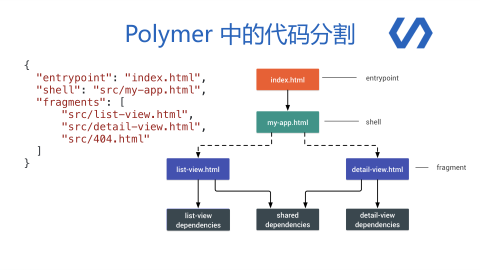 Polymer 中的代码分割
{
"entrypoint": "index.html",
"shell": "src/my-app.html",
"fragments": [
"src/list-view.html",
"src/detail-view.html",
"src/404.html"
]
}
index.html
entrypoint
my-app.html
shell
list-view.html
detail-view.html
fragment
list-view
dependencies
shared
dependencies
detail-view
dependencies